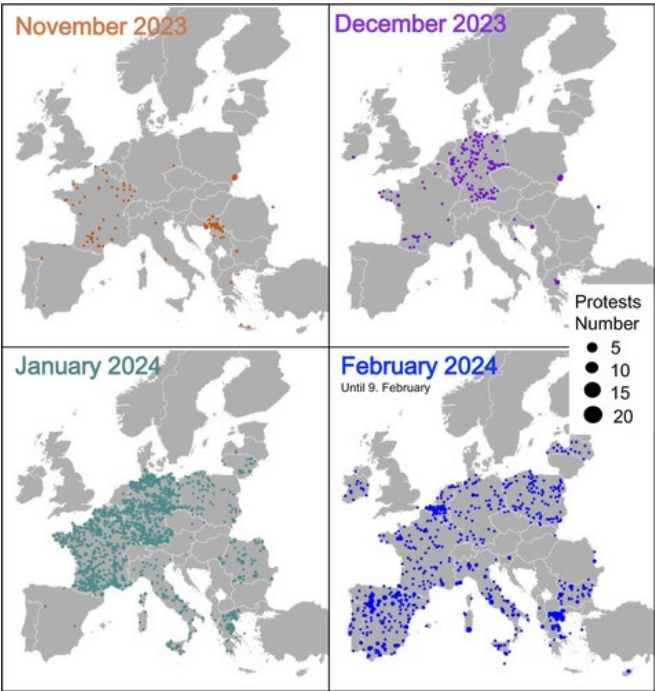 November 2023
December 2023
Protests
Number
5
10
15
20
January 2024
February 2024
Until 9. February